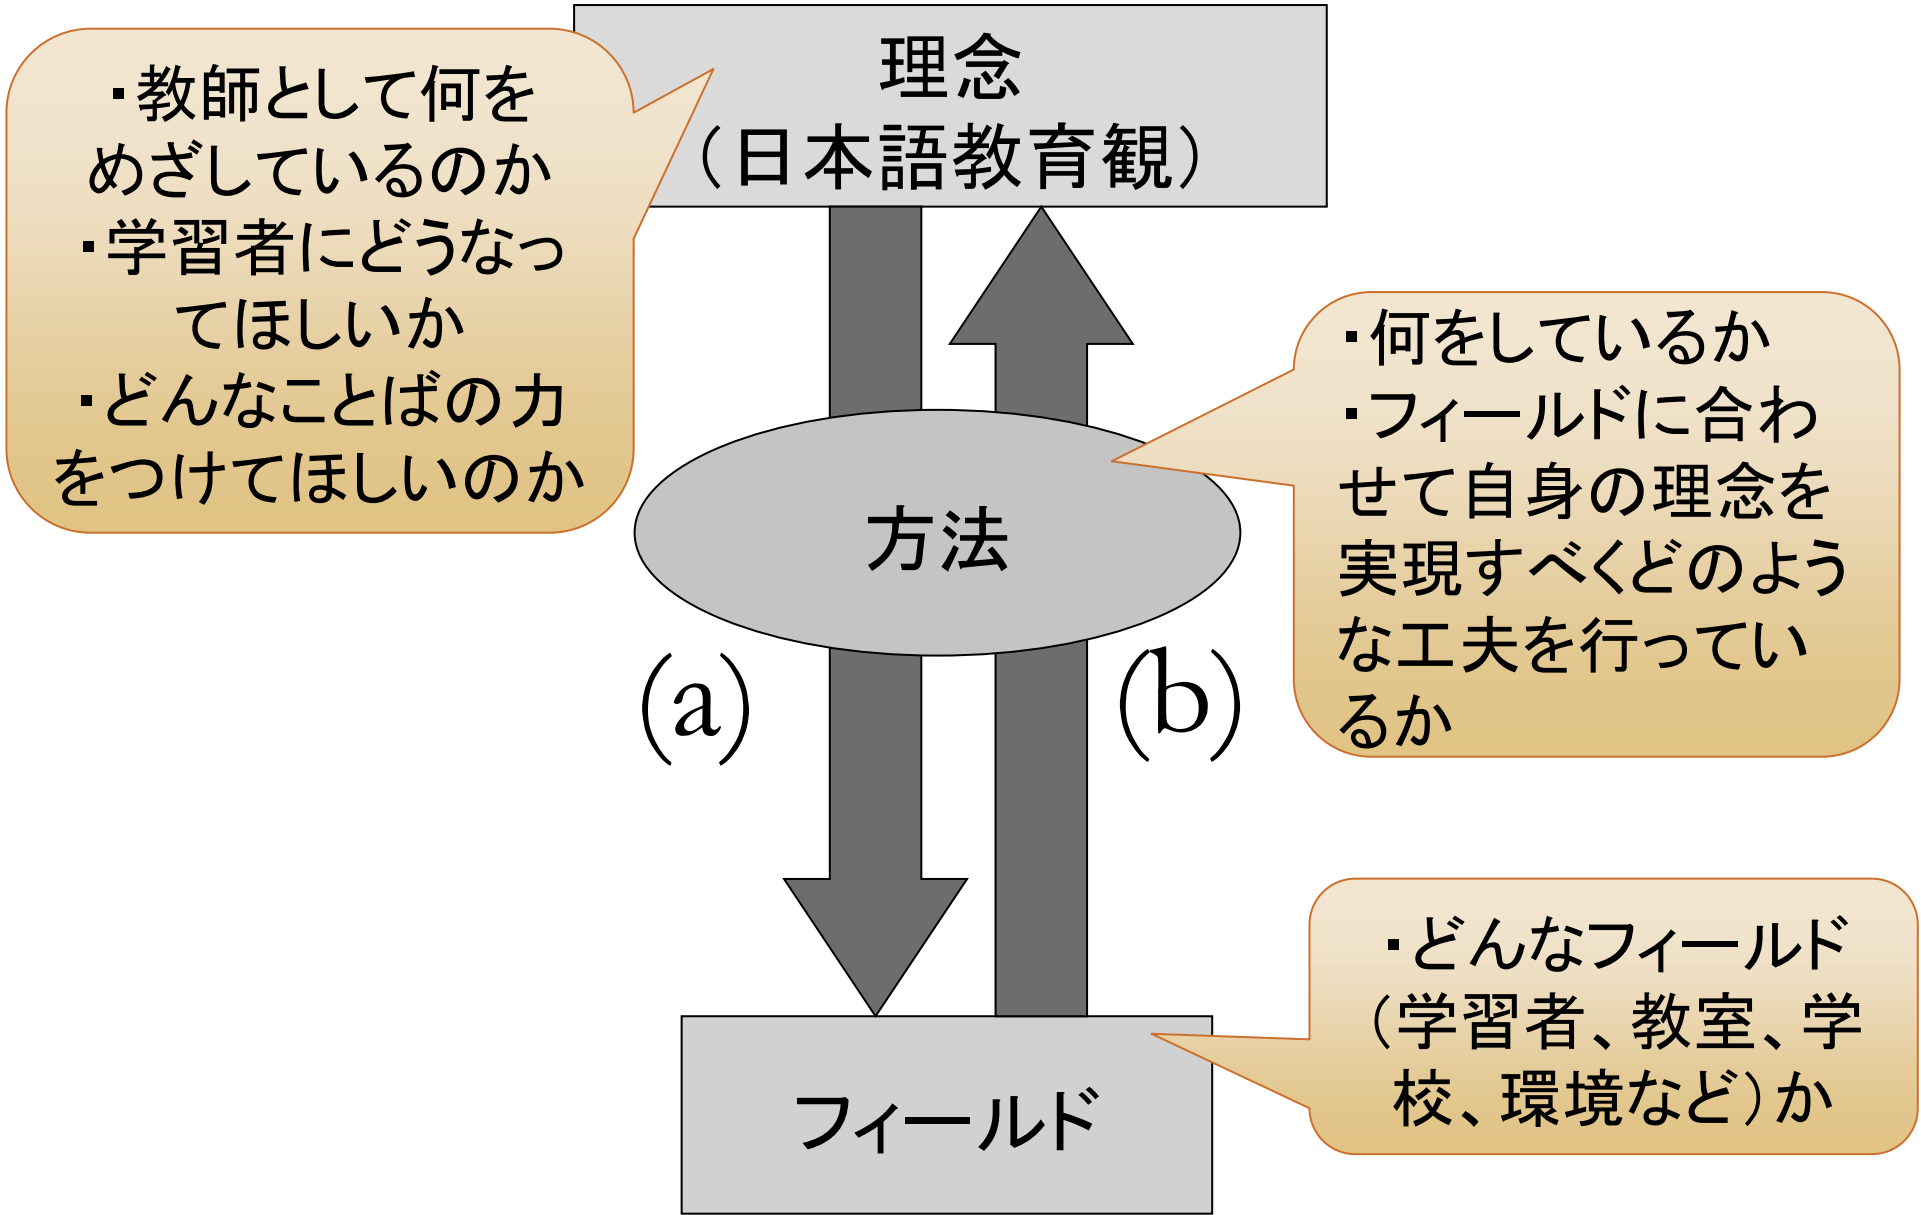 ・教師として何を
めざしているのか
・学習者にどうなっ
てほしいか
・どんなことばの力
をつけてほしいのか
理念
（日本語教育観）
・何をしているか
・フィールドに合わ
せて自身の理念を
実現すべくどのよう
な工夫を行ってい
るか
方法
(a)
(b)
・どんなフィールド
（学習者、教室、学
校、環境など）か
フィールド